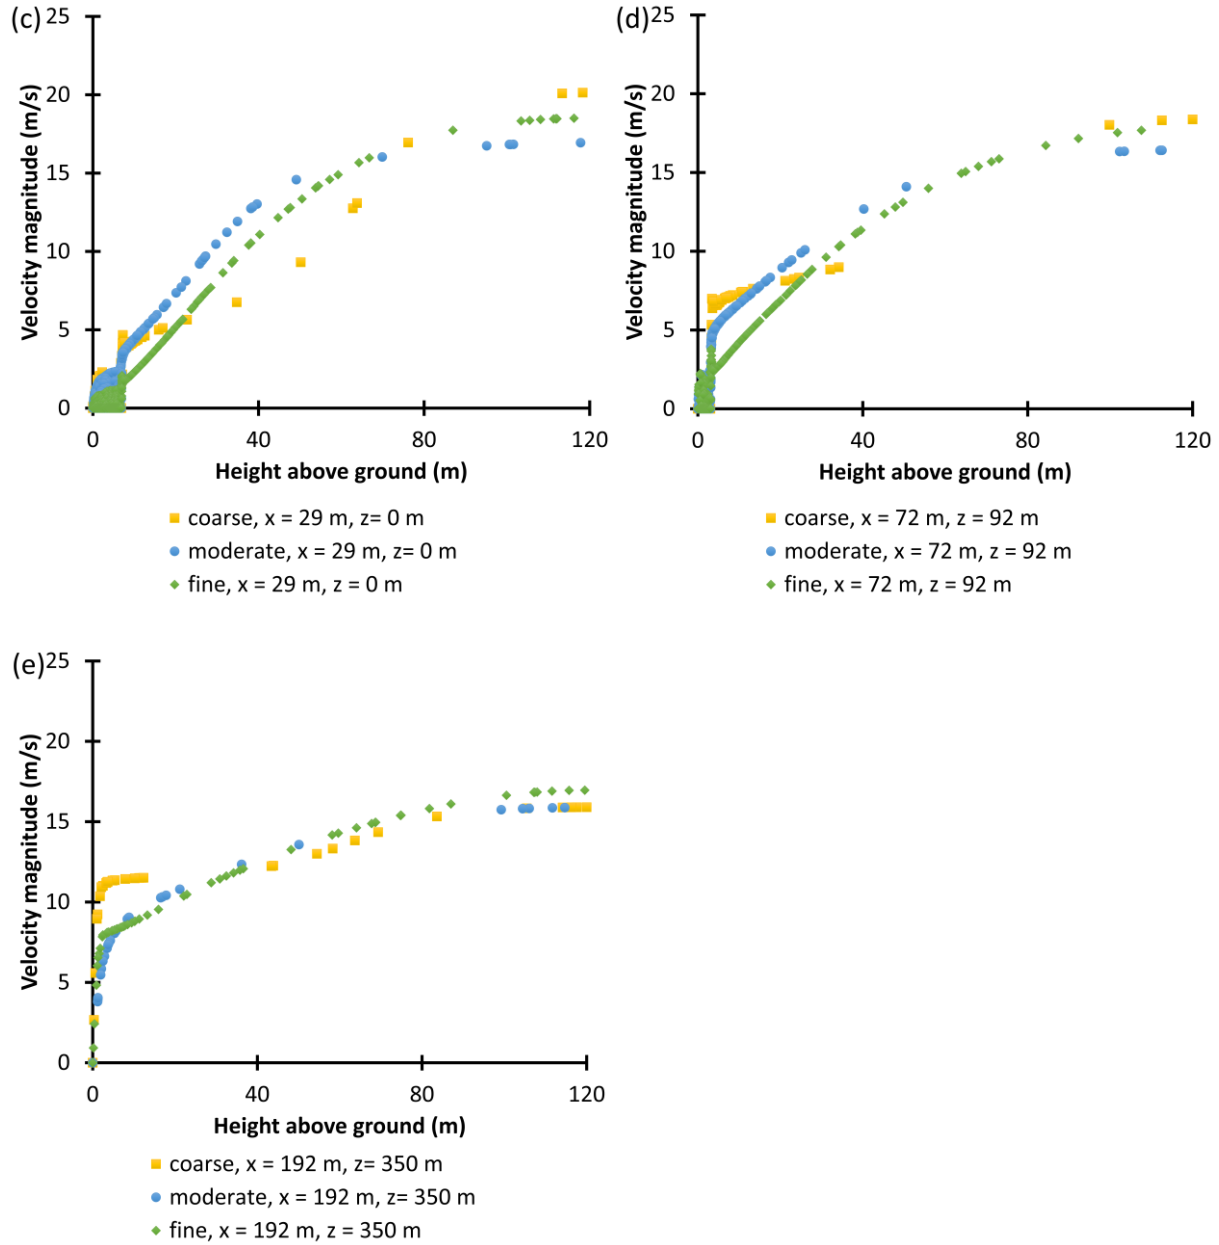 (c)
25
20
15
10
5
0
Velocity magnitude (m/s)
0 40 80 120
Height above ground (m)
coarse, x = 29 m, z= 0 m
moderate, x = 29 m, z= 0 m
fine, x = 29 m, z = 0 m
(d)
25
20
15
10
5
0
Velocity magnitude (m/s)
0 40 80 120
Height above ground (m)
coarse, x = 72 m, z = 92 m
moderate, x = 72 m, z = 92 m
fine, x = 72 m, z = 92 m
(e)
25
20
15
10
5
0
Velocity magnitude (m/s)
0 40 80 120
Height above ground (m)
coarse, x = 192 m, z= 350 m
moderate, x = 192 m, z= 350 m
fine, x = 192 m, z = 350 m